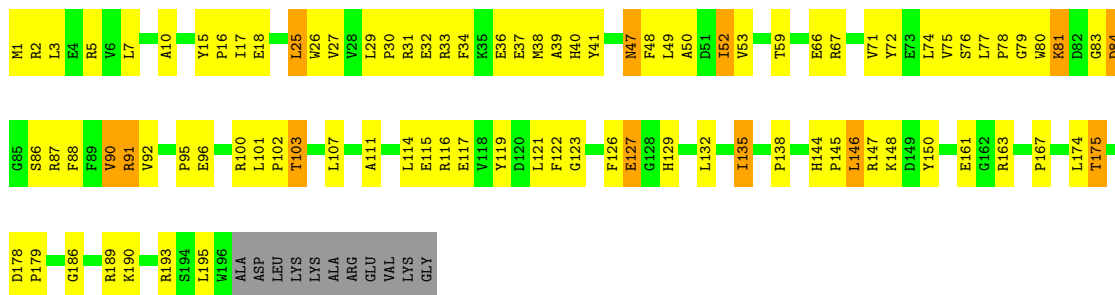 M1 R2 L3 E4 R5 V6 L7 A10 Y15 P16 I17 E18 L25 W26 V27 V28 L29 P30 R31 E32 R33 F34 K35 E36 E37 M38 A39 H40 Y41 N47 F48 L49 A50 D51 I52 V53 T59 E66 R67 V71 Y72 E73 L74 V75 S76 L77 P78 G79 W80 K81 D82 G83
G85 S86 R87 F88 F89 V90 R91 V92 P95 E96 R100 L101 P102 T103 L107 A111 L114 E115 R116 E117 V118 Y119 D120 L121 F122 G123 F126 E127 G128 H129 L132 I135 P138 H144 P145 L146 R147 K148 D149 Y150 E161 G162 R163 P167 L174 T175
D178 P179 G186 R189 K190 R193 S194 L195 W196 ALA ASP LEU LYS LYS ALA ARG GLU VAL LYS GLY